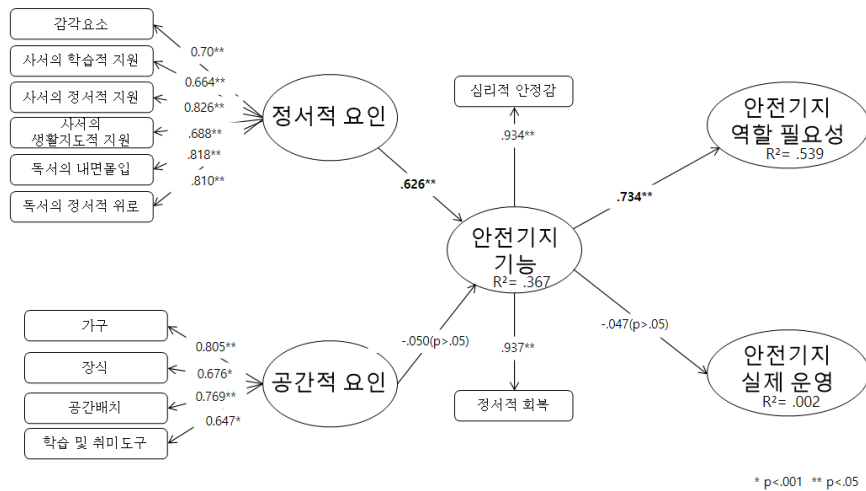 감각요소
사서의 학습적 지원
사서의 정서적 지원
사서의
생활지도적 지원
독서의 내면몰입
독서의 정서적 위로
0.70**
0.664**
0.826**
.688**
.818**
.810**
정서적 요인
.626**
심리적 안정감
.934**
안전기지
기능
R²= .367
.937**
정서적 회복
가구
장식
공간배치
학습 및 취미도구
0.805**
0.676*
0.769**
0.647*
공간적 요인
-.050(p>.05)
.734**
안전기지
역할 필요성
R²= .539
-.047(p>.05)
안전기지
실제 운영
R²= .002
* p<.001 ** p<.05